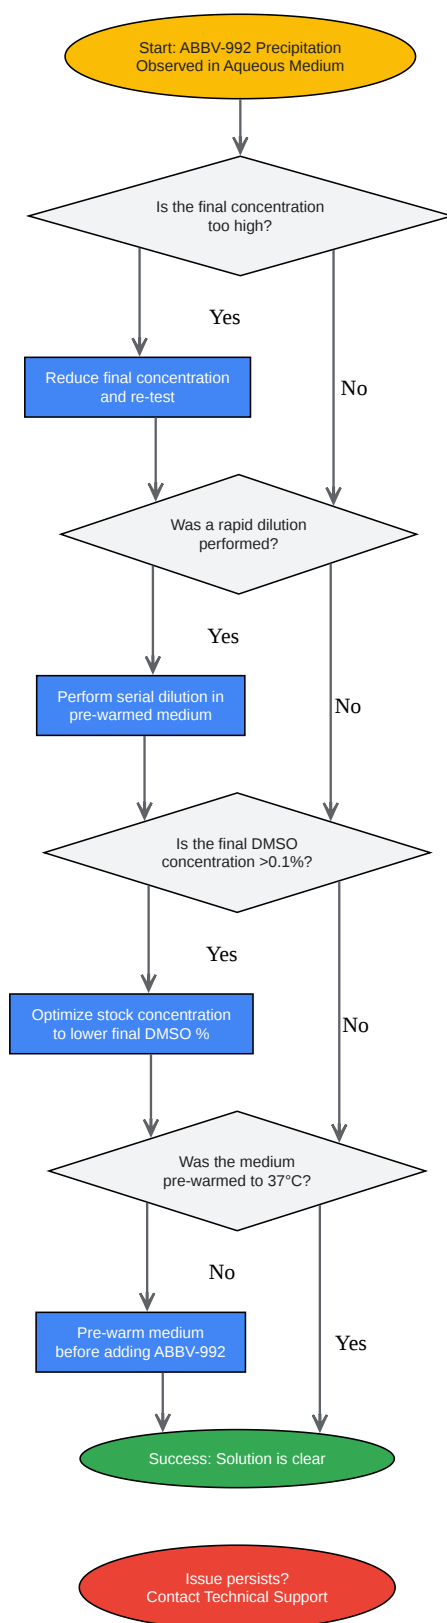 Start: ABBV-992 Precipitation
Observed in Aqueous Medium
Is the final concentration
too high?
Yes
Reduce final concentration
and re-test
No
Was a rapid dilution
performed?
Yes
Perform serial dilution in
pre-warmed medium
No
Is the final DMSO
concentration >0.1%?
Yes
Optimize stock concentration
to lower final DMSO %
No
Was the medium
pre-warmed to 37°C?
No
Pre-warm medium
before adding ABBV-992
Yes
Success: Solution is clear
Issue persists?
Contact Technical Support